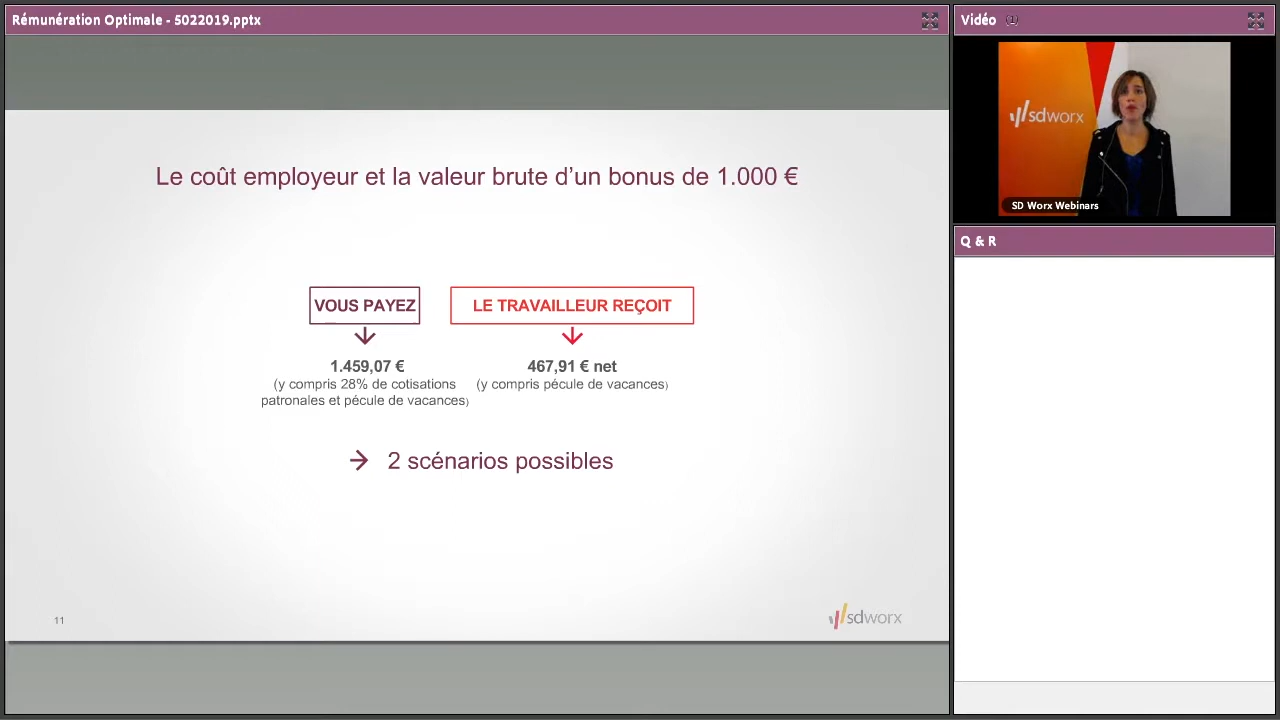 Rémunération Optimale - 5022019.pptx
Vidéo (1)
sdworx
SD Worx Webinars
Q & R
Le coût employeur et la valeur brute d’un bonus de 1.000 €
VOUS PAYEZ
LE TRAVAILLEUR REÇOIT
1.459,07 €
(y compris 28% de cotisations
patronales et pécule de vacances)
467,91 € net
(y compris pécule de vacances)
→ 2 scénarios possibles
11
sdworx